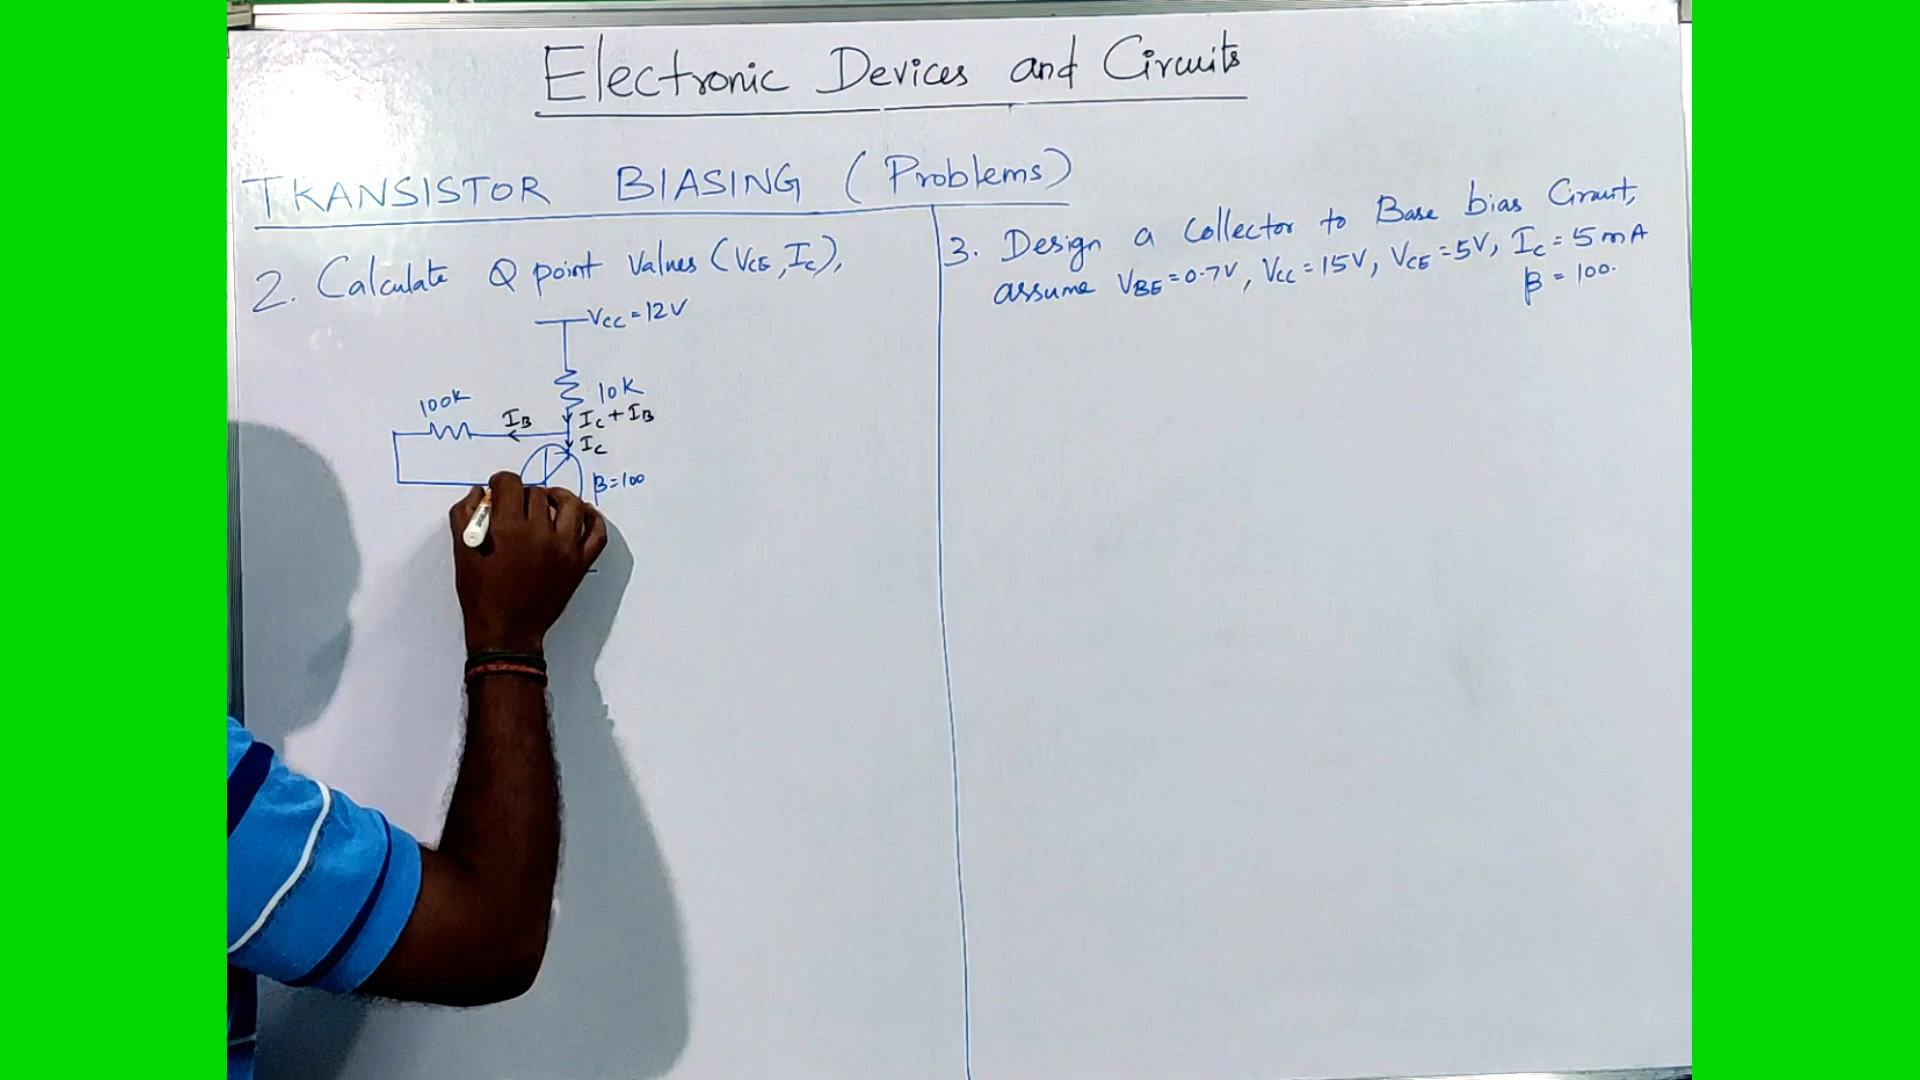 Electronic Devices and Circuits
TRANSISTOR BIASING (Problems)
2. Calculate Q point Values (VCE, IC),
VCC = 12V
10K
100K
IB
IC + IB
IC
β = 100
3. Design a Collector to Base bias Circuit,
assume VBE = 0.7V, VCC = 15V, VCE = 5V, IC = 5mA
β = 100.